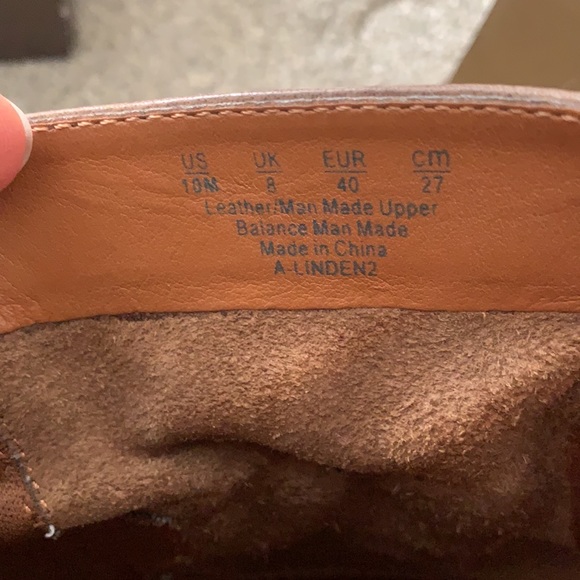 US UK EUR cm
10M 8 40 27
Leather/Man Made Upper
Balance Man Made
Made in China
A-LINDEN2